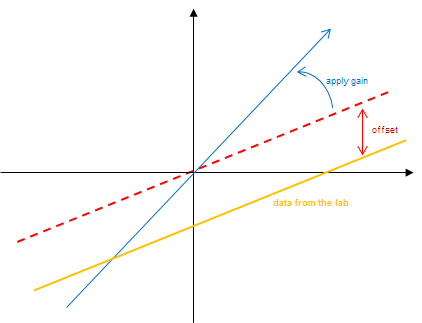 apply gain
offset
data from the lab